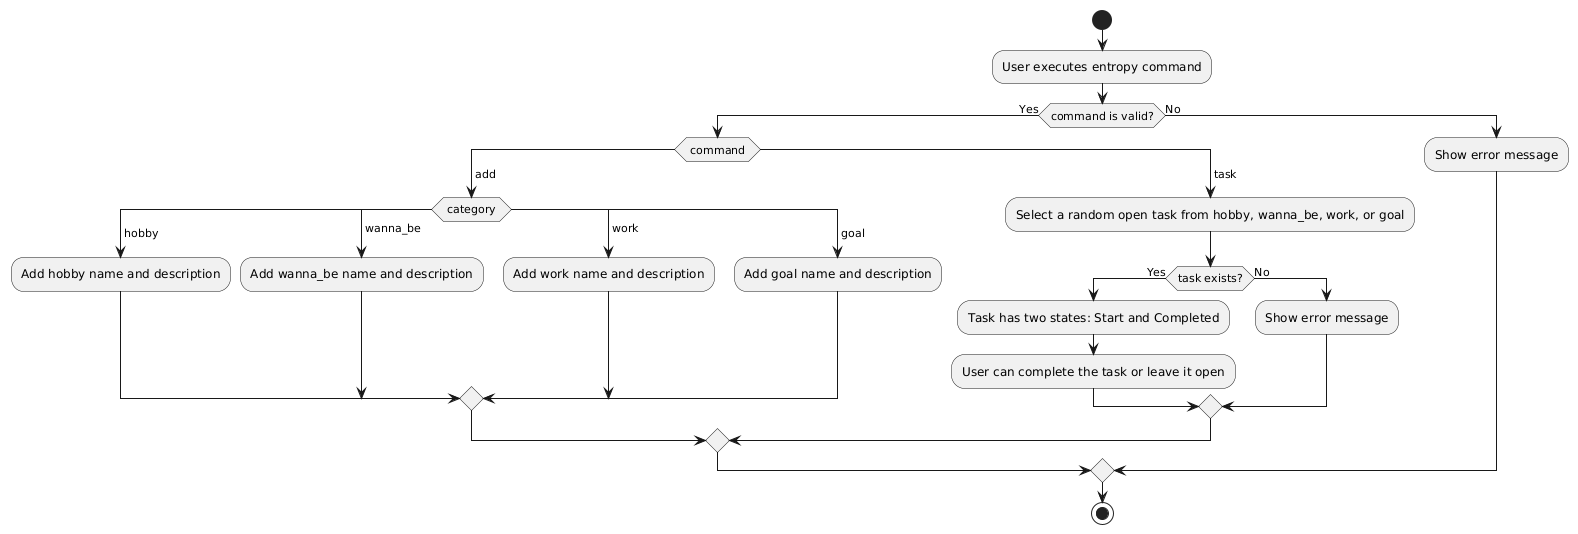 User executes entropy command
Yes
command is valid?
No
command
Show error message
add
task
category
Select a random open task from hobby, wanna_be, work, or goal
hobby
wanna_be
work
goal
Add hobby name and description
Add wanna_be name and description
Add work name and description
Add goal name and description
Yes
task exists?
No
Task has two states: Start and Completed
Show error message
User can complete the task or leave it open